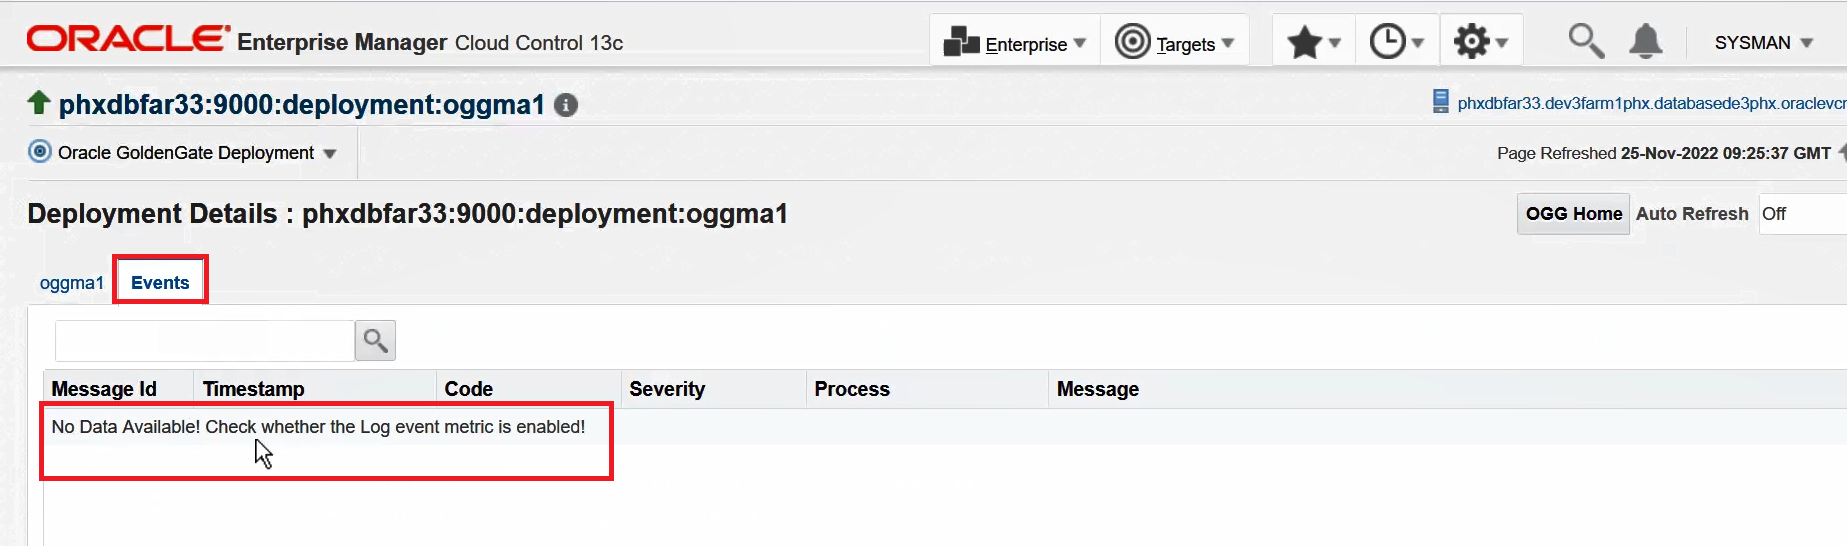 ORACLE Enterprise Manager Cloud Control 13c Enterprise Targets SYSMAN
phxdbfar33:9000:deployment:oggma1 phxdbfar33.dev3farm1phx.databasede3phx.oraclevcr
Oracle GoldenGate Deployment Page Refreshed 25-Nov-2022 09:25:37 GMT
Deployment Details : phxdbfar33:9000:deployment:oggma1 OGG Home Auto Refresh Off
oggma1 Events
Message Id Timestamp Code Severity Process Message
No Data Available! Check whether the Log event metric is enabled!